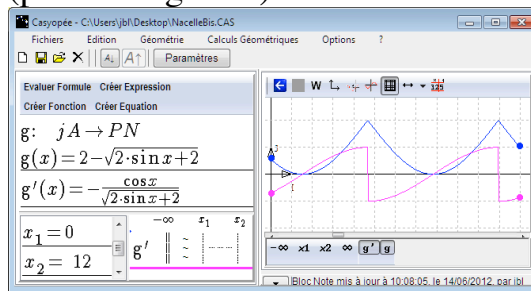 Casyopée - C:\Users\jbl\Desktop\NacelleBis.CAS
Fichiers Edition Géométrie Calculs Géométriques Options ?
A↓ A↑ Paramètres
Evaluer Formule Créer Expression
Créer Fonction Créer Equation
g: jA → PN
g(x) = 2−√(2·sin x+2)
g'(x) = −cos x/√(2·sin x+2)
x₁ = 0
x₂ = 12
−∞ x₁ x₂
g' || ~ ~ | |
W
J
I
−∞ x1 x2 ∞ g' g
Bloc Note mis à jour à 10:08:05, le 14/06/2012, par jbl